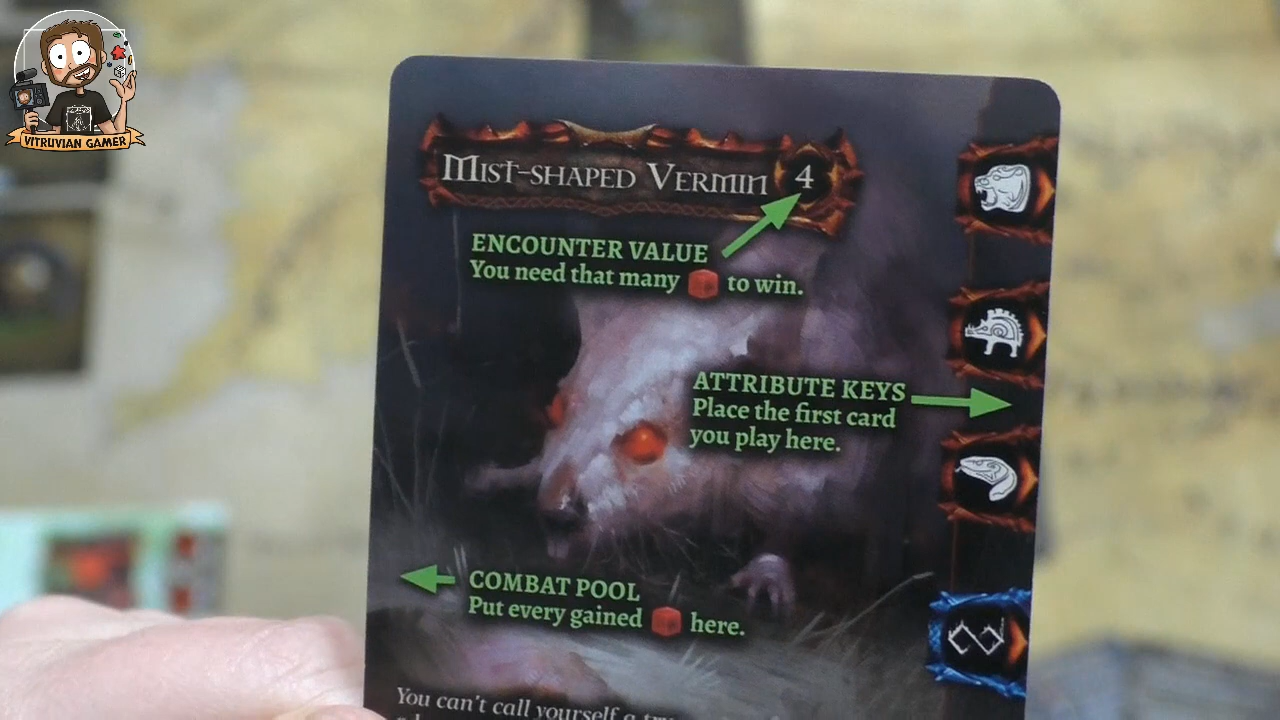 VITRUVIAN GAMER
MIST-SHAPED VERMIN 4
ENCOUNTER VALUE
You need that many to win.
ATTRIBUTE KEYS
Place the first card
you play here.
COMBAT POOL
Put every gained here.
You can't call yourself a